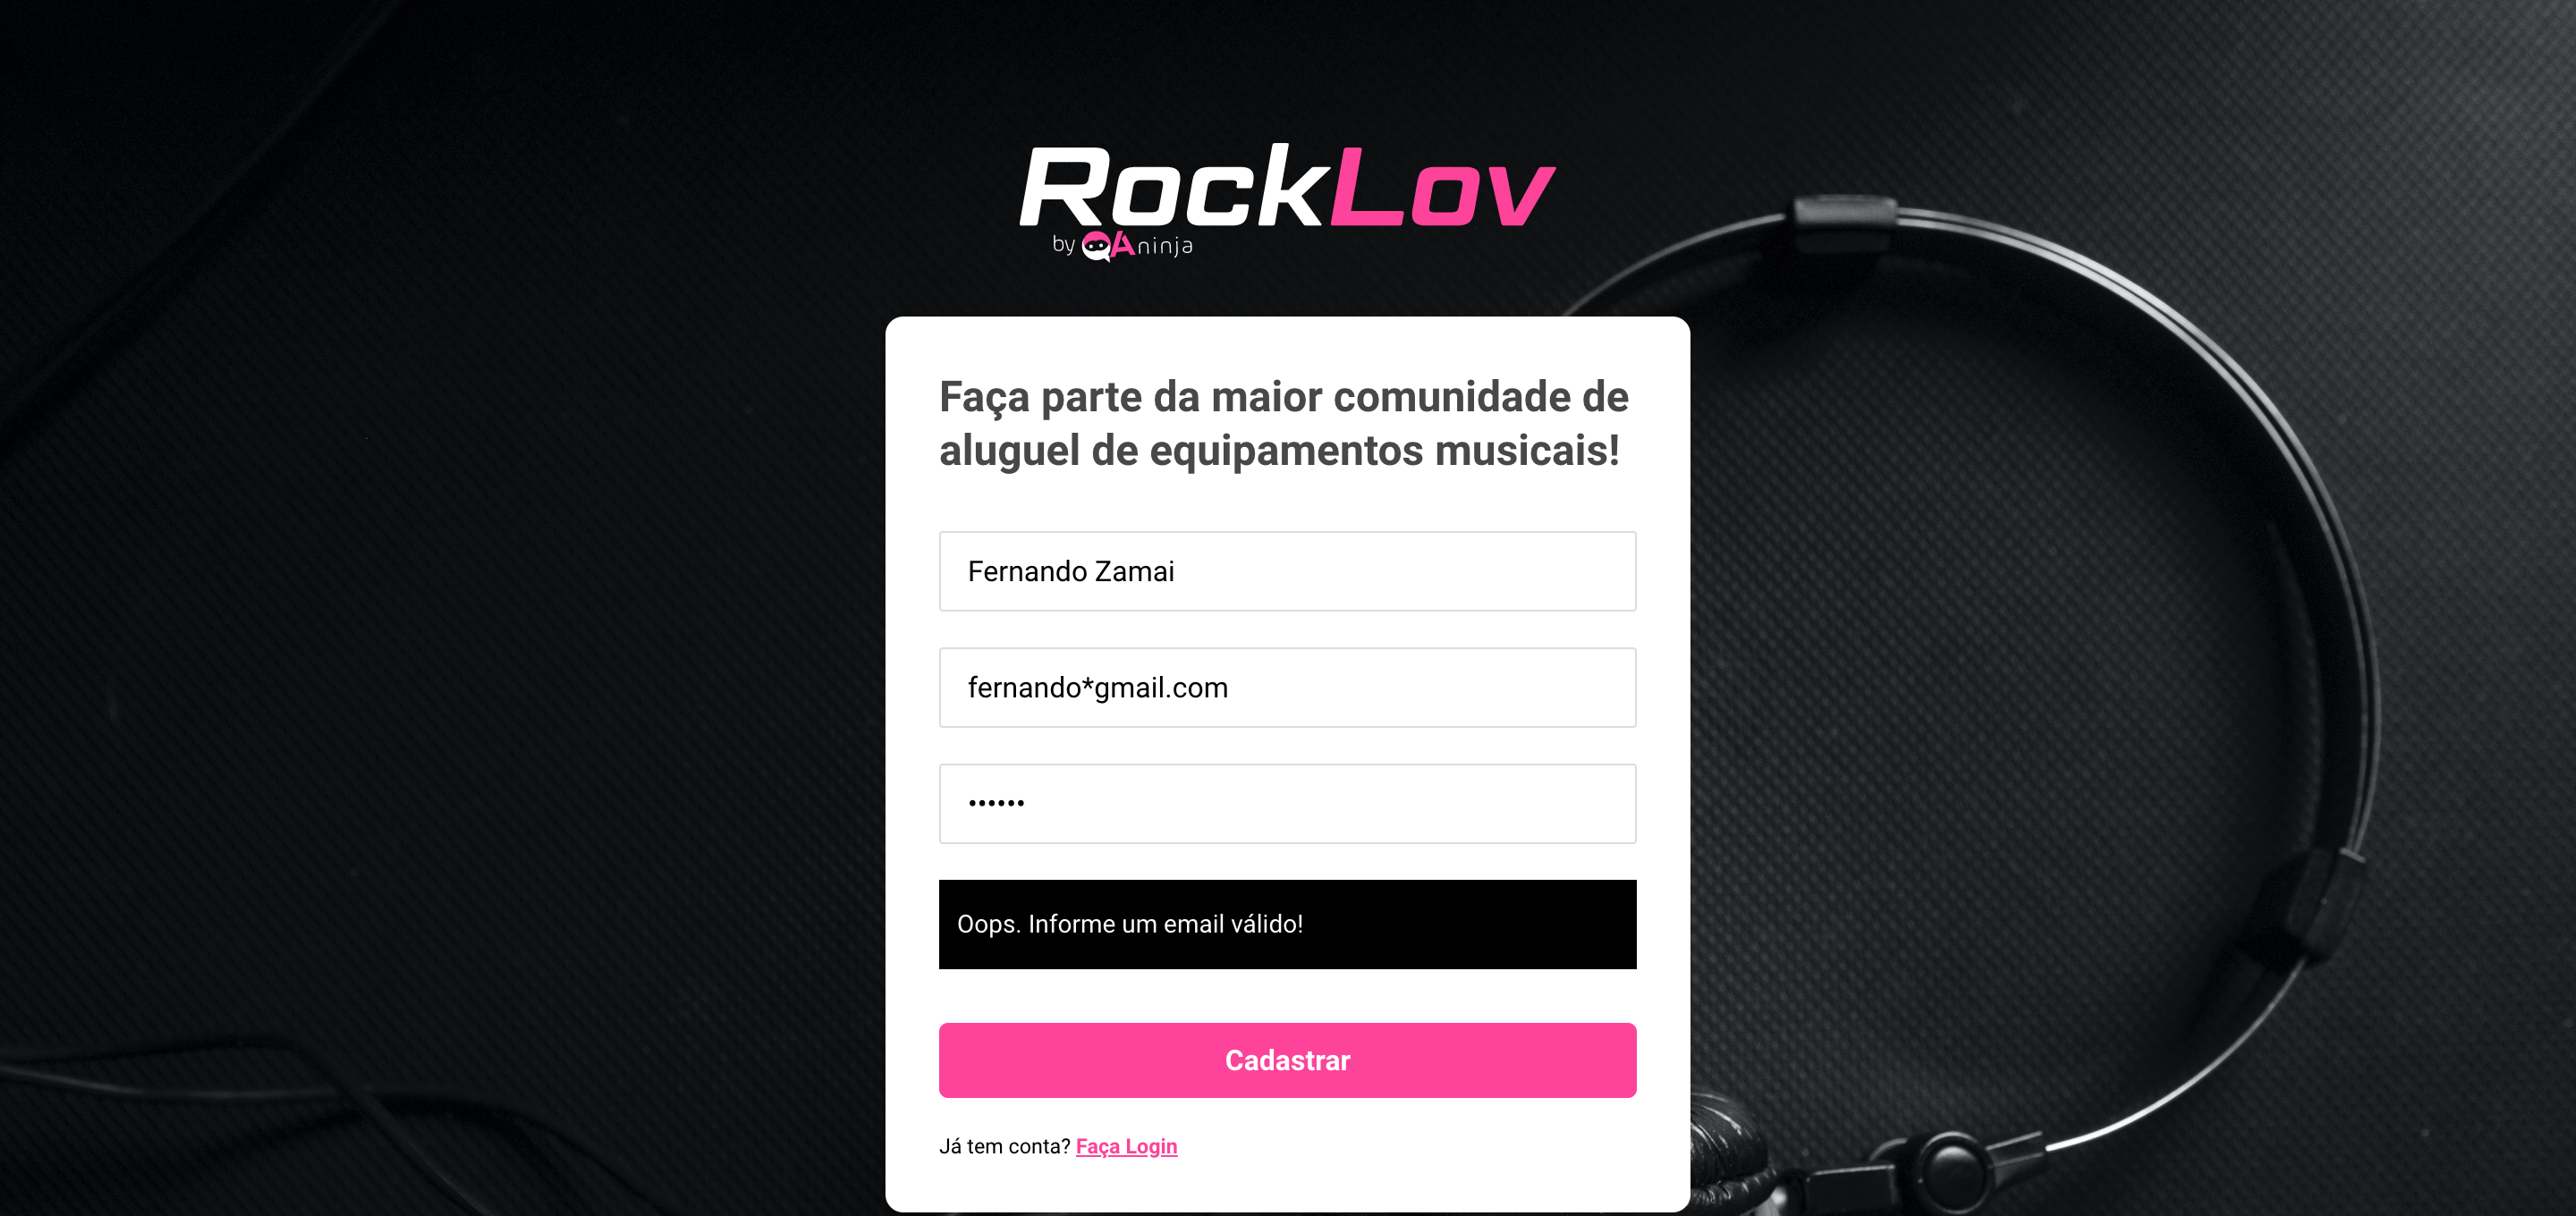 RockLov
by QAninja
Faça parte da maior comunidade de
aluguel de equipamentos musicais!
Fernando Zamai
fernando*gmail.com
••••••
Oops. Informe um email válido!
Cadastrar
Já tem conta? Faça Login